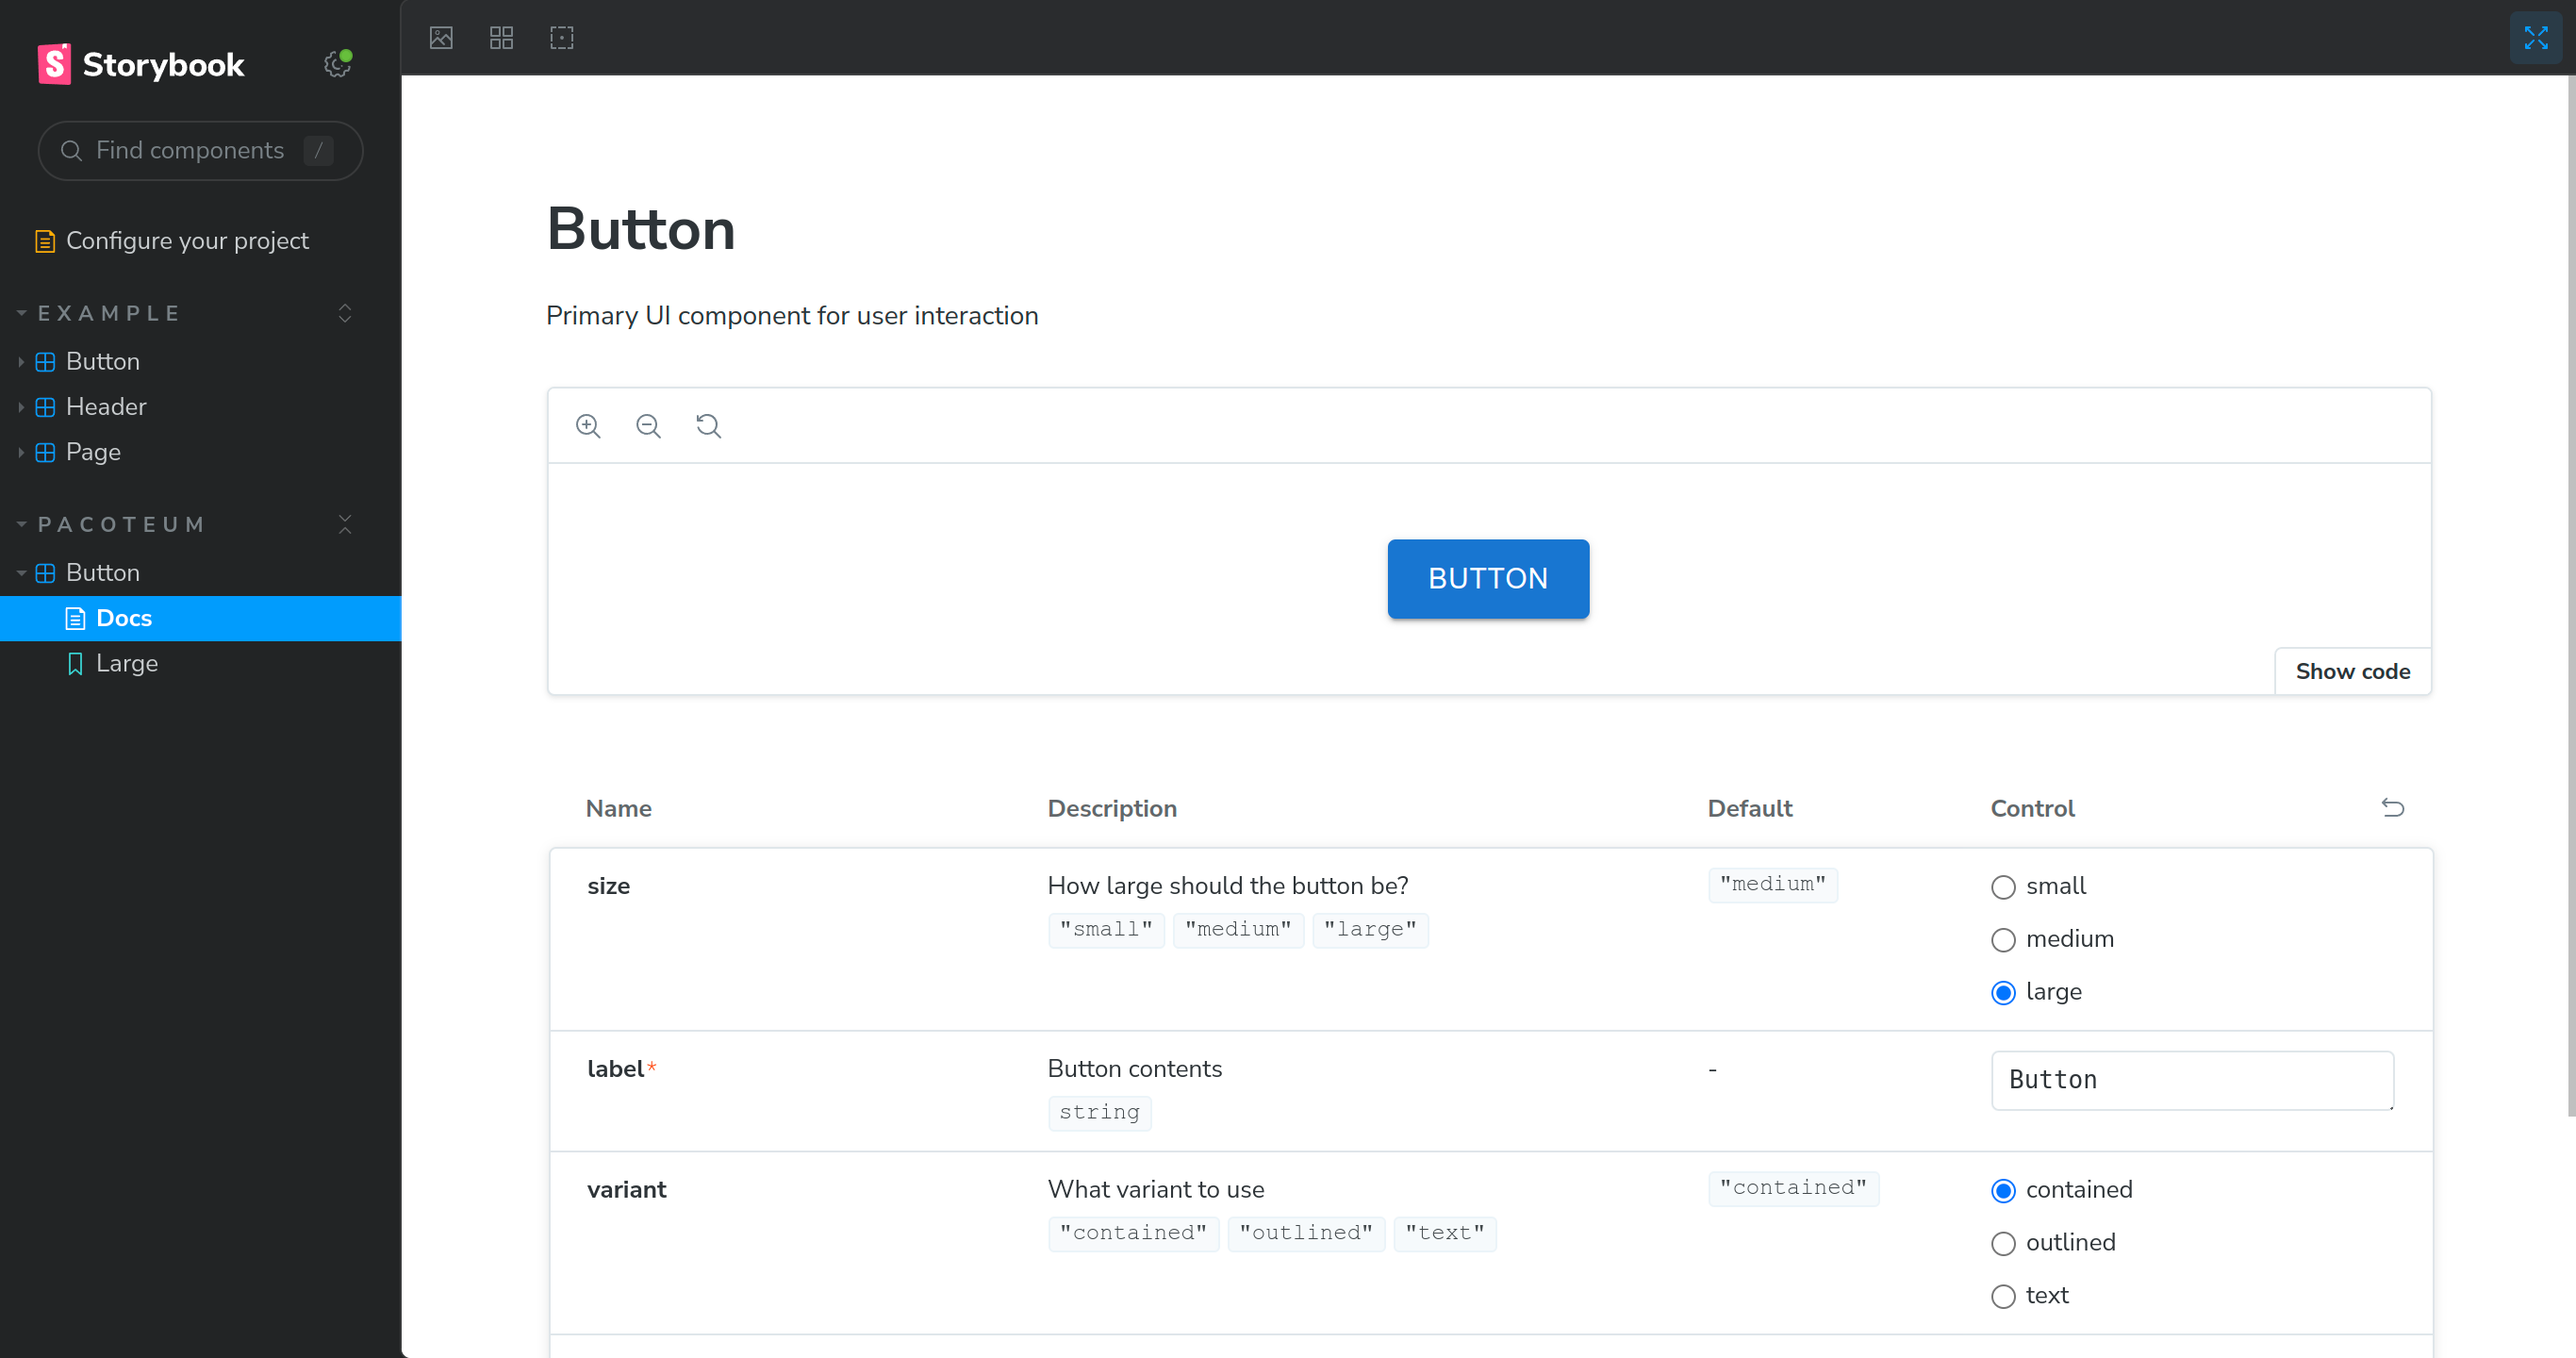 Storybook
Find components /
Configure your project
EXAMPLE
Button
Header
Page
PACOTEUM
Button
Docs
Large
Button
Primary UI component for user interaction
BUTTON
Show code
Name Description Default Control
size How large should the button be? "medium" small
"small" "medium" "large" medium
large
label* Button contents - Button
string
variant What variant to use "contained" contained
"contained" "outlined" "text" outlined
text